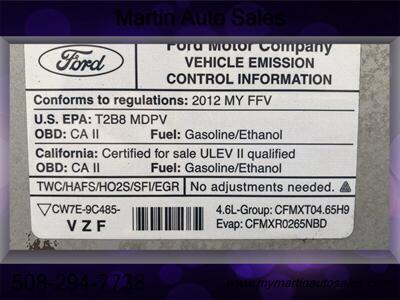 Martin Auto Sales
Ford
Ford Motor Company
VEHICLE EMISSION
CONTROL INFORMATION
Conforms to regulations: 2012 MY FFV
U.S. EPA: T2B8 MDPV
OBD: CA II Fuel: Gasoline/Ethanol
California: Certified for sale ULEV II qualified
OBD: CA II Fuel: Gasoline/Ethanol
TWC/HAFS/HO2S/SFI/EGR No adjustments needed.
CW7E-9C485- 4.6L-Group: CFMXT04.65H9
VZF Evap: CFMXR0265NBD
508-294-7738 www.mymartinautosales.com